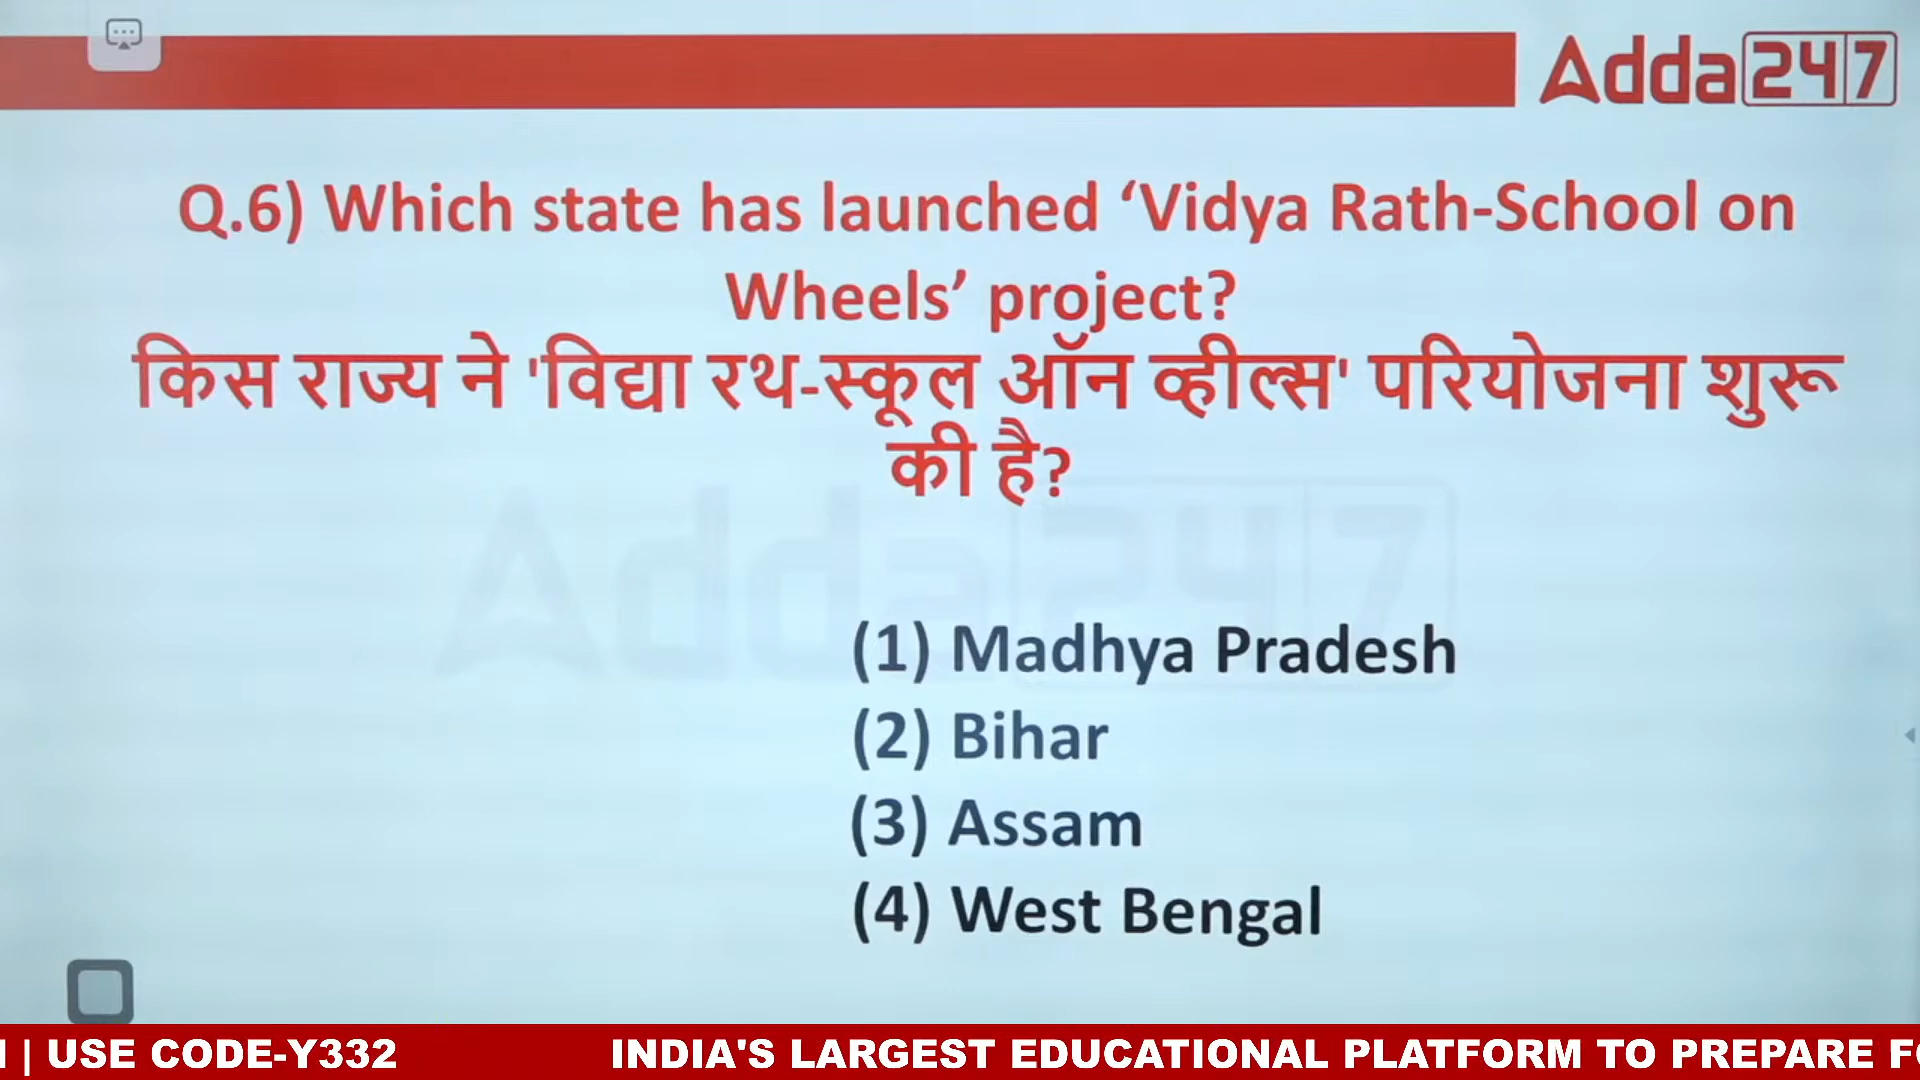 Adda247
Q.6) Which state has launched ‘Vidya Rath-School on
Wheels’ project?
किस राज्य ने 'विद्या रथ-स्कूल ऑन व्हील्स' परियोजना शुरू
की है?
Adda247
(1) Madhya Pradesh
(2) Bihar
(3) Assam
(4) West Bengal
| USE CODE-Y332 INDIA'S LARGEST EDUCATIONAL PLATFORM TO PREPARE